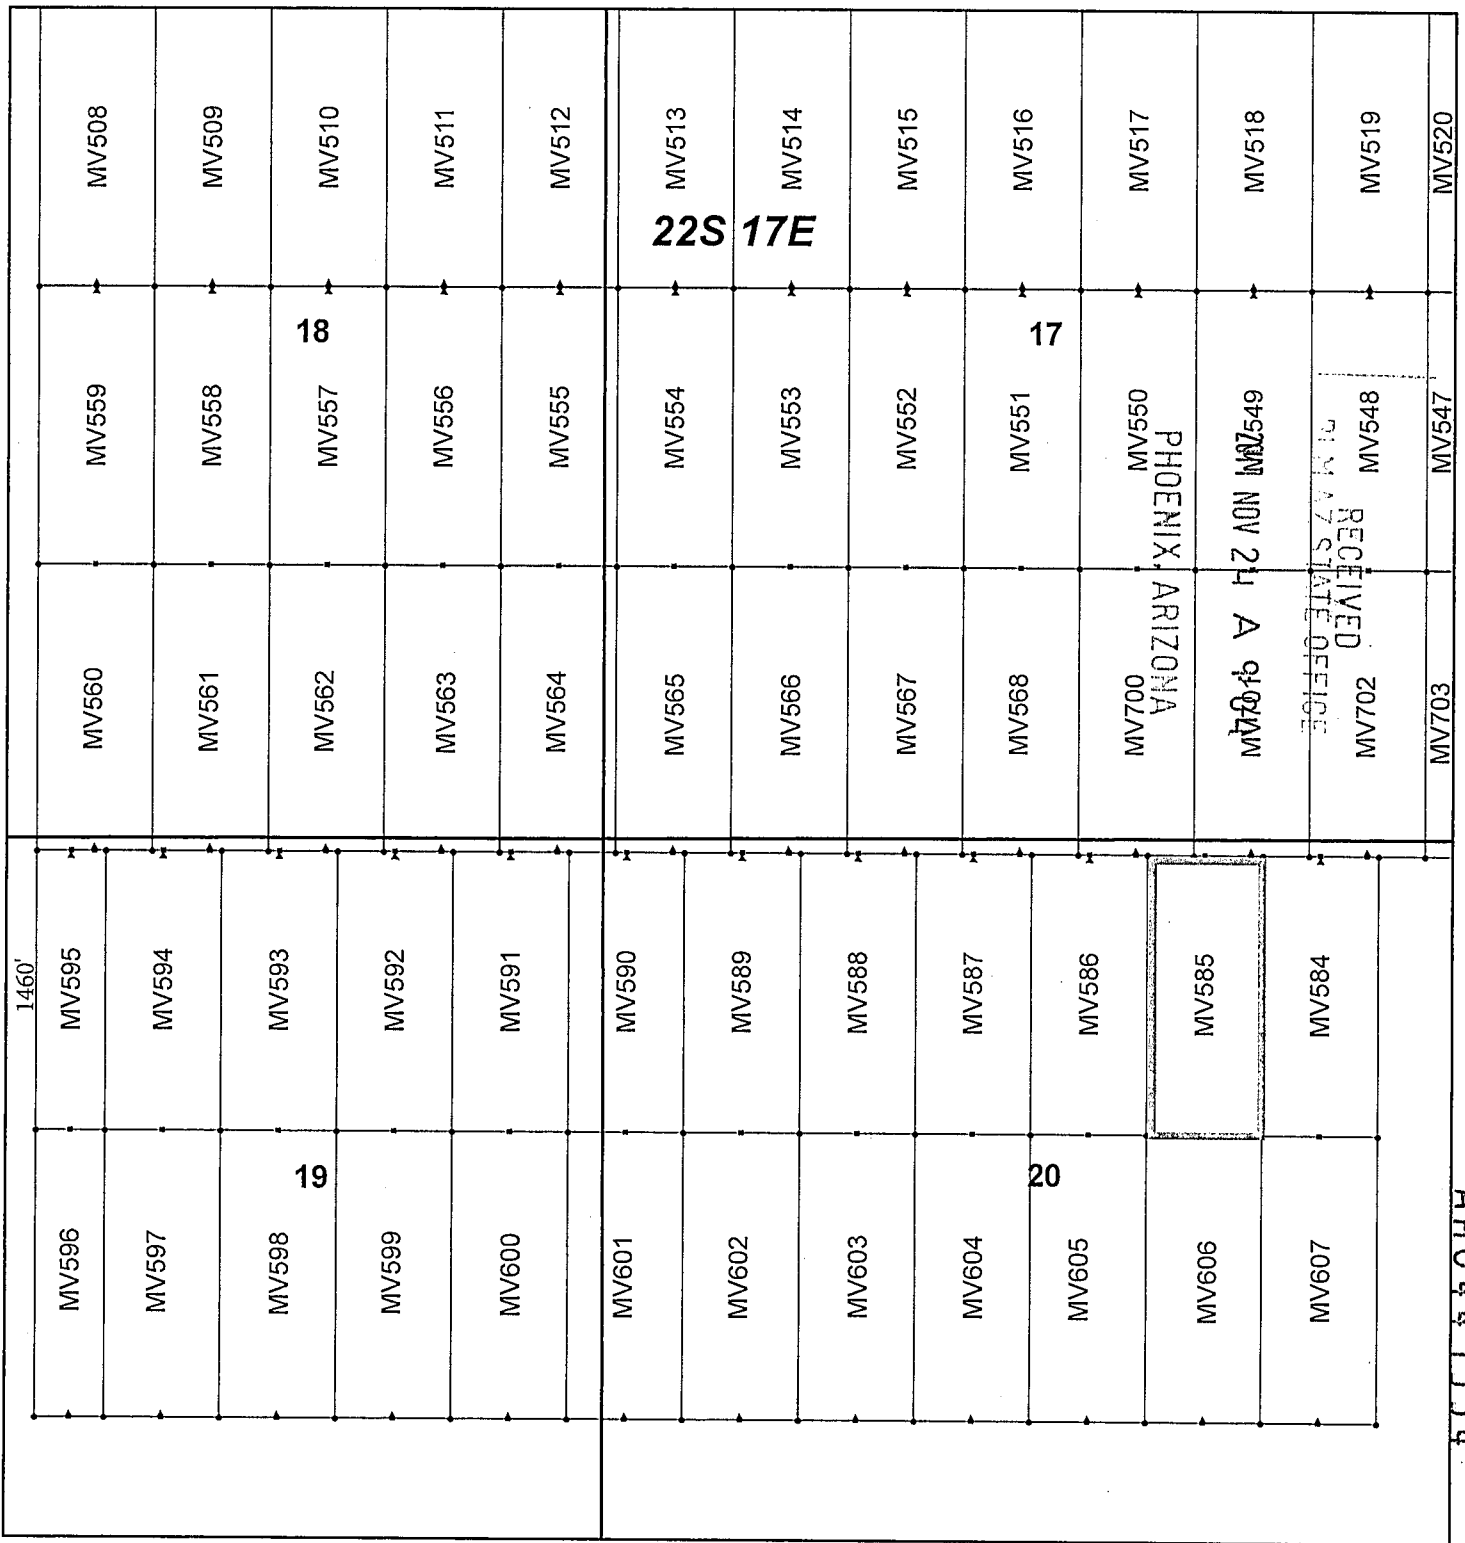 MV508 MV509 MV510 MV511 MV512 MV513 MV514 MV515 MV516 MV517 MV518 MV519 MV520
22S 17E
18 17
MV559 MV558 MV557 MV556 MV555 MV554 MV553 MV552 MV551 MV550 MV549 MV548 MV547
RECEIVED
STATE OFFICE
NOV 24 A
PHOENIX, ARIZONA
MV560 MV561 MV562 MV563 MV564 MV565 MV566 MV567 MV568 MV700 MV701 MV702 MV703
1460'
MV595 MV594 MV593 MV592 MV591 MV590 MV589 MV588 MV587 MV586 MV585 MV584
19 20
MV596 MV597 MV598 MV599 MV600 MV601 MV602 MV603 MV604 MV605 MV606 MV607